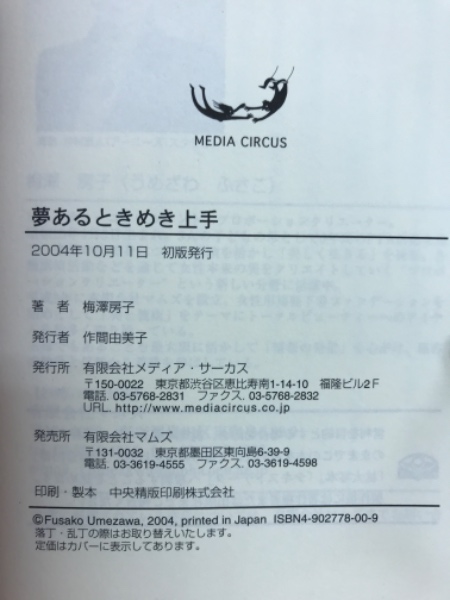 MEDIA CIRCUS
夢あるときめき上手
2004年10月11日 初版発行
著 者 梅澤房子
発行者 作間由美子
発行所 有限会社メディア・サーカス
〒150-0022 東京都渋谷区恵比寿南1-14-10 福隆ビル2F
電話. 03-5768-2831 ファクス. 03-5768-2832
URL. http://www.mediacircus.co.jp
発売所 有限会社マムズ
〒131-0032 東京都墨田区東向島6-39-9
電話. 03-3619-4555 ファクス. 03-3619-4598
印刷・製本 中央精版印刷株式会社
©Fusako Umezawa, 2004, printed in Japan ISBN4-902778-00-9
落丁・乱丁の際はお取り替えいたします。
定価はカバーに表示してあります。